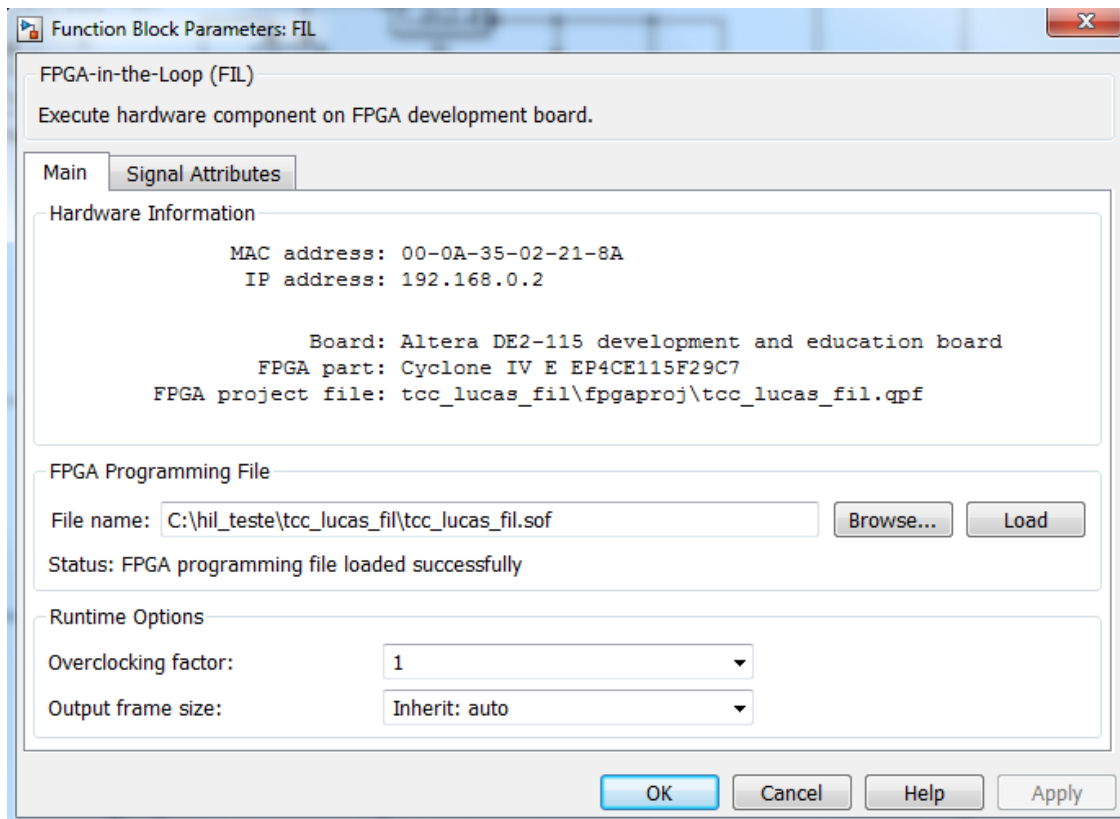 Function Block Parameters: FIL
FPGA-in-the-Loop (FIL)
Execute hardware component on FPGA development board.
Main Signal Attributes
Hardware Information
MAC address: 00-0A-35-02-21-8A
IP address: 192.168.0.2
Board: Altera DE2-115 development and education board
FPGA part: Cyclone IV E EP4CE115F29C7
FPGA project file: tcc_lucas_fil\fpgaproj\tcc_lucas_fil.qpf
FPGA Programming File
File name: C:\hil_teste\tcc_lucas_fil\tcc_lucas_fil.sof Browse... Load
Status: FPGA programming file loaded successfully
Runtime Options
Overclocking factor: 1
Output frame size: Inherit: auto
OK Cancel Help Apply